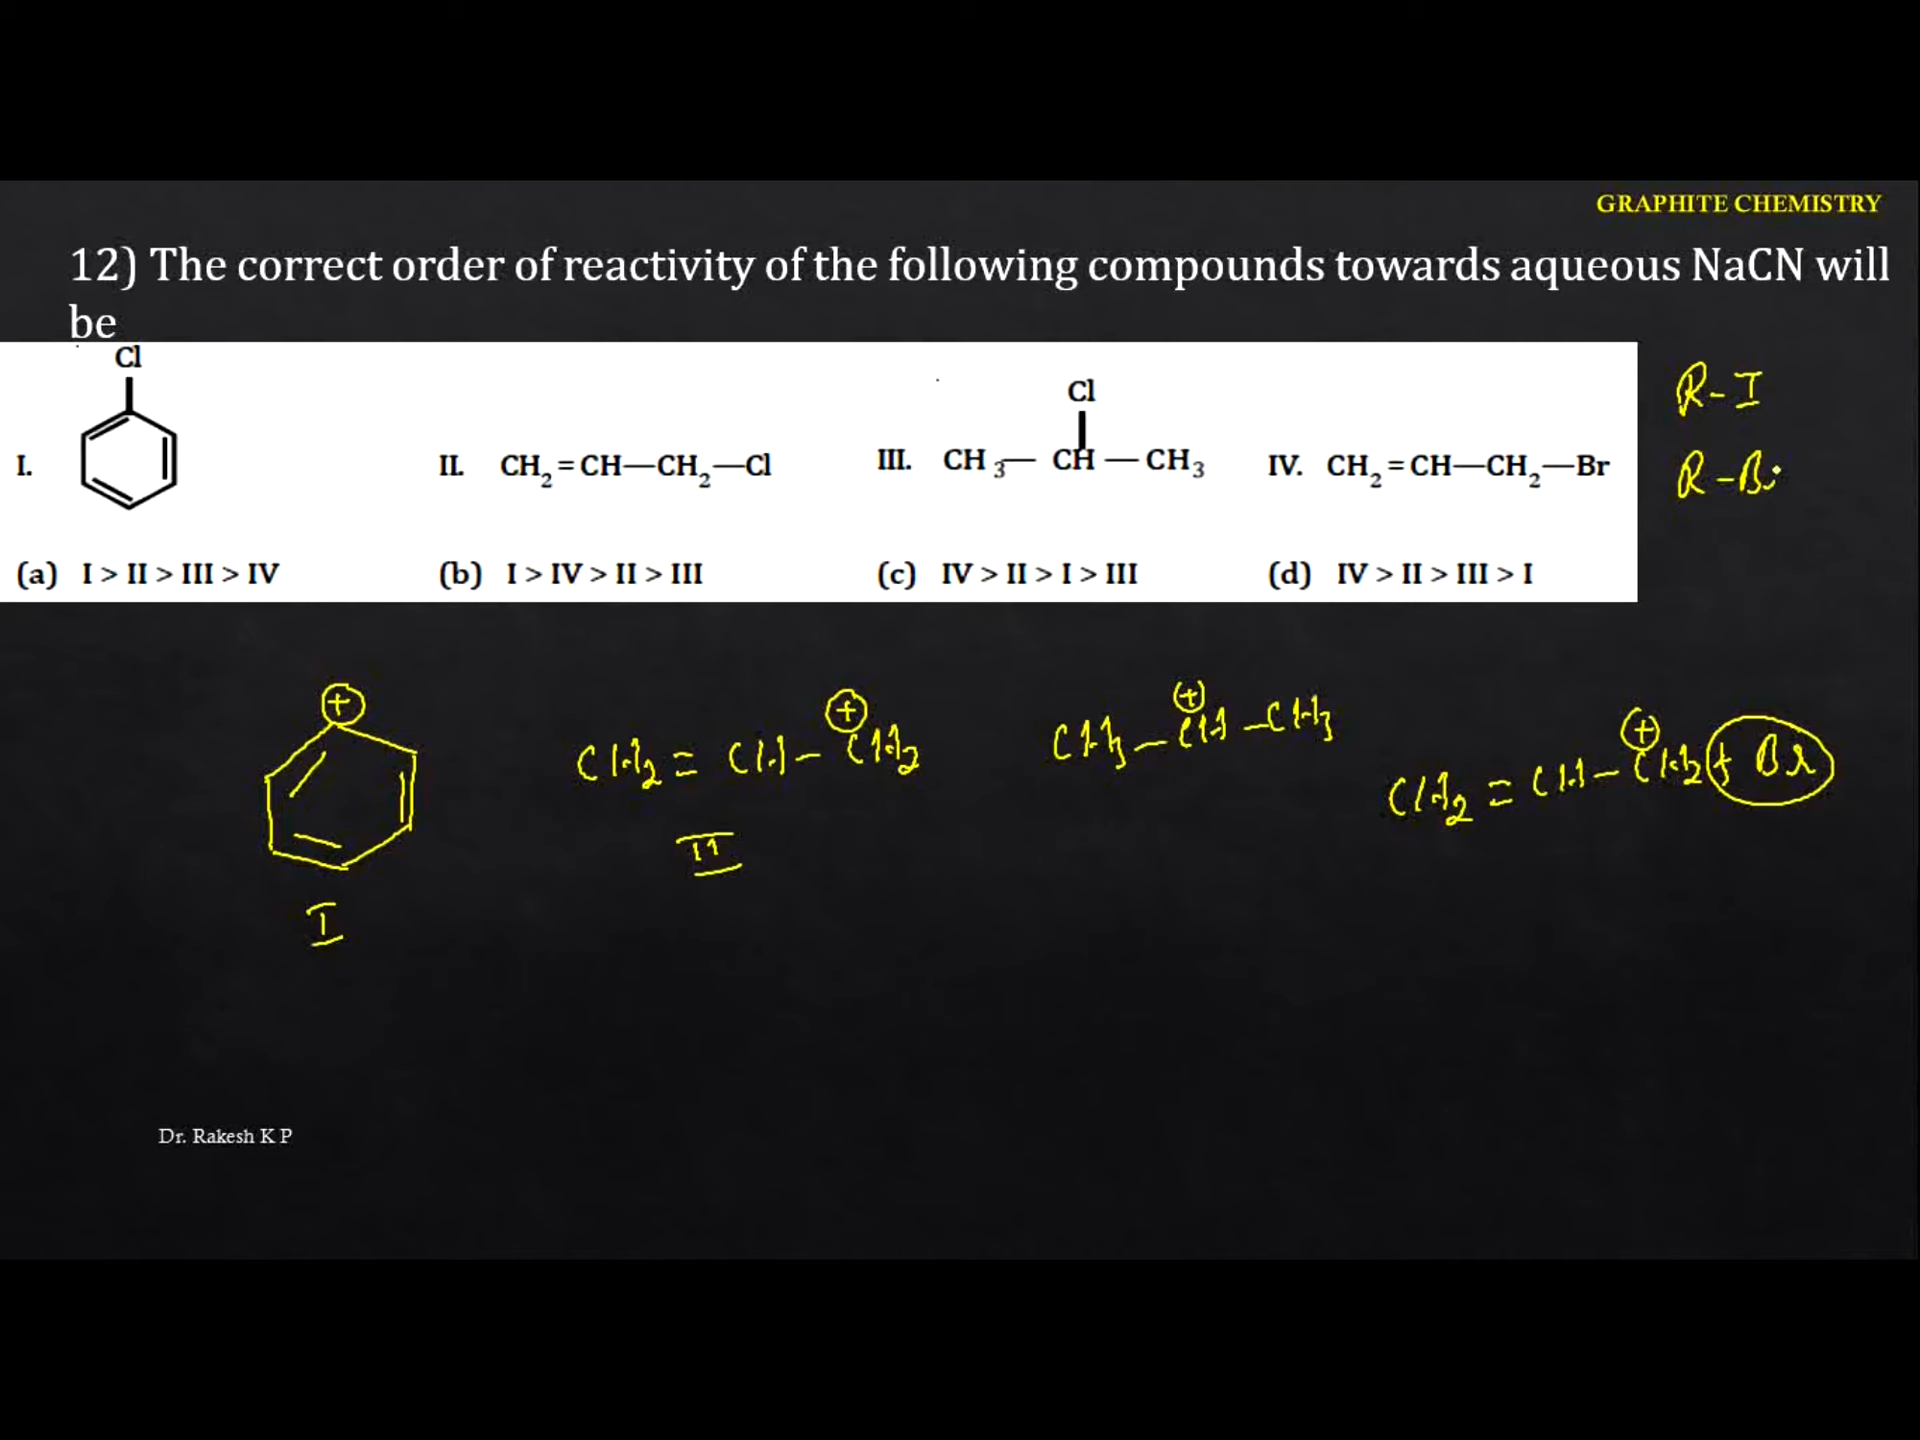 GRAPHITE CHEMISTRY
12) The correct order of reactivity of the following compounds towards aqueous NaCN will
be
Cl
I.
II. CH₂=CH—CH₂—Cl
Cl
III. CH₃—CH—CH₃
IV. CH₂=CH—CH₂—Br
R-I
R-Br
(a) I > II > III > IV
(b) I > IV > II > III
(c) IV > II > I > III
(d) IV > II > III > I
⊕
I
⊕
CH₂=CH-CH₂
II
⊕
CH₃-CH-CH₃
⊕
CH₂=CH-CH₂ + Br
Dr. Rakesh K P